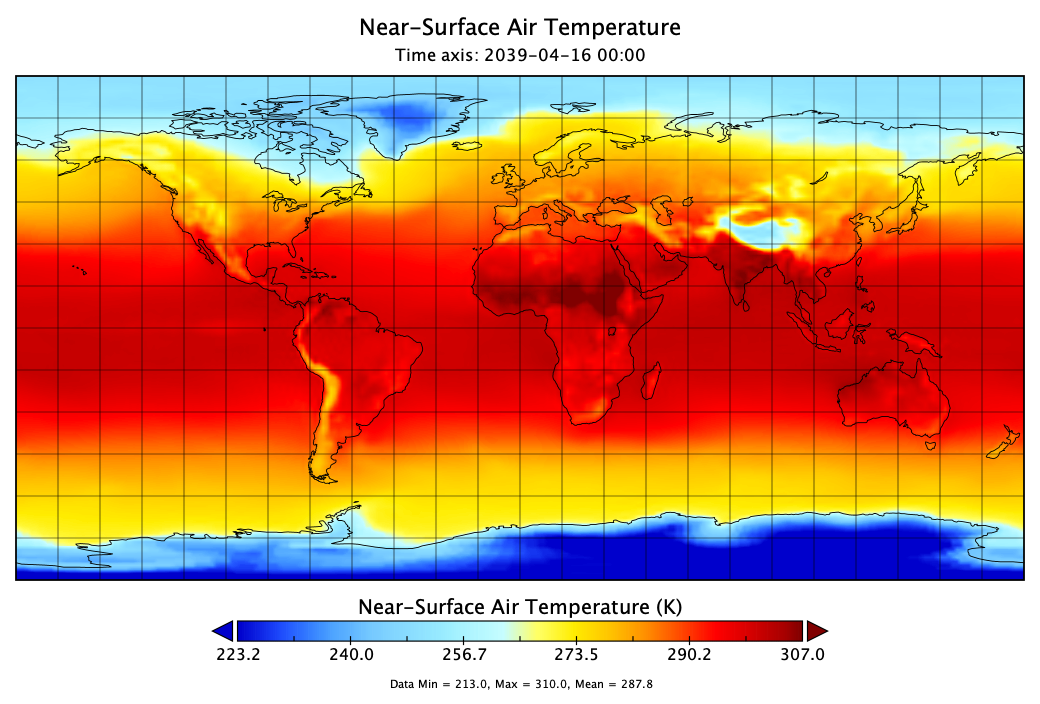 Near-Surface Air Temperature
Time axis: 2039-04-16 00:00
Near-Surface Air Temperature (K)
223.2 240.0 256.7 273.5 290.2 307.0
Data Min = 213.0, Max = 310.0, Mean = 287.8